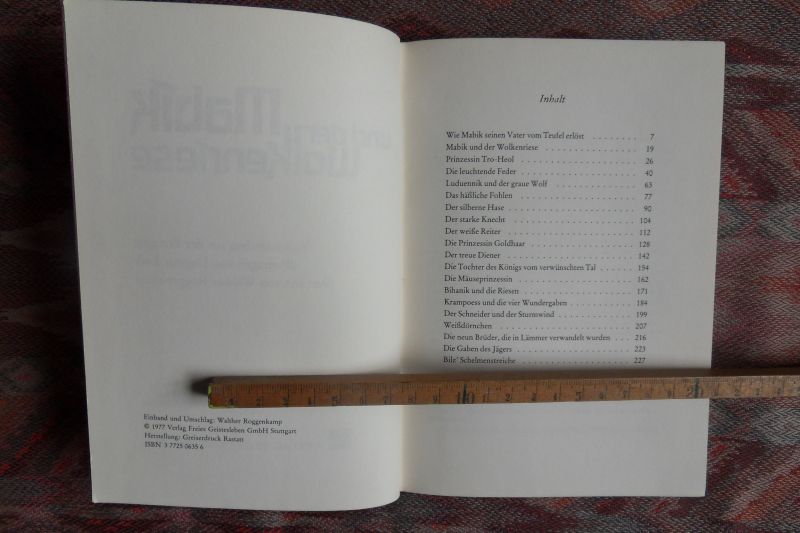 Einband und Umschlag: Walther Roggenkamp
© 1977 Verlag Freies Geistesleben GmbH Stuttgart
Herstellung: Greiserdruck Rastatt
ISBN 3 7725 0635 6
Inhalt
Wie Mabik seinen Vater vom Teufel erlöst . . . . . . . 7
Mabik und der Wolkenriese . . . . . . . 19
Prinzessin Tro-Heol . . . . . . . 26
Die leuchtende Feder . . . . . . . 40
Luduennik und der graue Wolf . . . . . . . 63
Das häßliche Fohlen . . . . . . . 77
Der silberne Hase . . . . . . . 90
Der starke Knecht . . . . . . . 104
Der weiße Reiter . . . . . . . 112
Die Prinzessin Goldhaar . . . . . . . 128
Der treue Diener . . . . . . . 142
Die Tochter des Königs vom verwünschten Tal . . . . . . . 154
Die Mäuseprinzessin . . . . . . . 162
Bihanik und die Riesen . . . . . . . 171
Krampoess und die vier Wundergaben . . . . . . . 184
Der Schneider und der Sturmwind . . . . . . . 199
Weißdörnchen . . . . . . . 207
Die neun Brüder, die in Lämmer verwandelt wurden . . . . . . . 216
Die Gaben des Jägers . . . . . . . 223
Bilz' Schelmenstreiche . . . . . . . 227